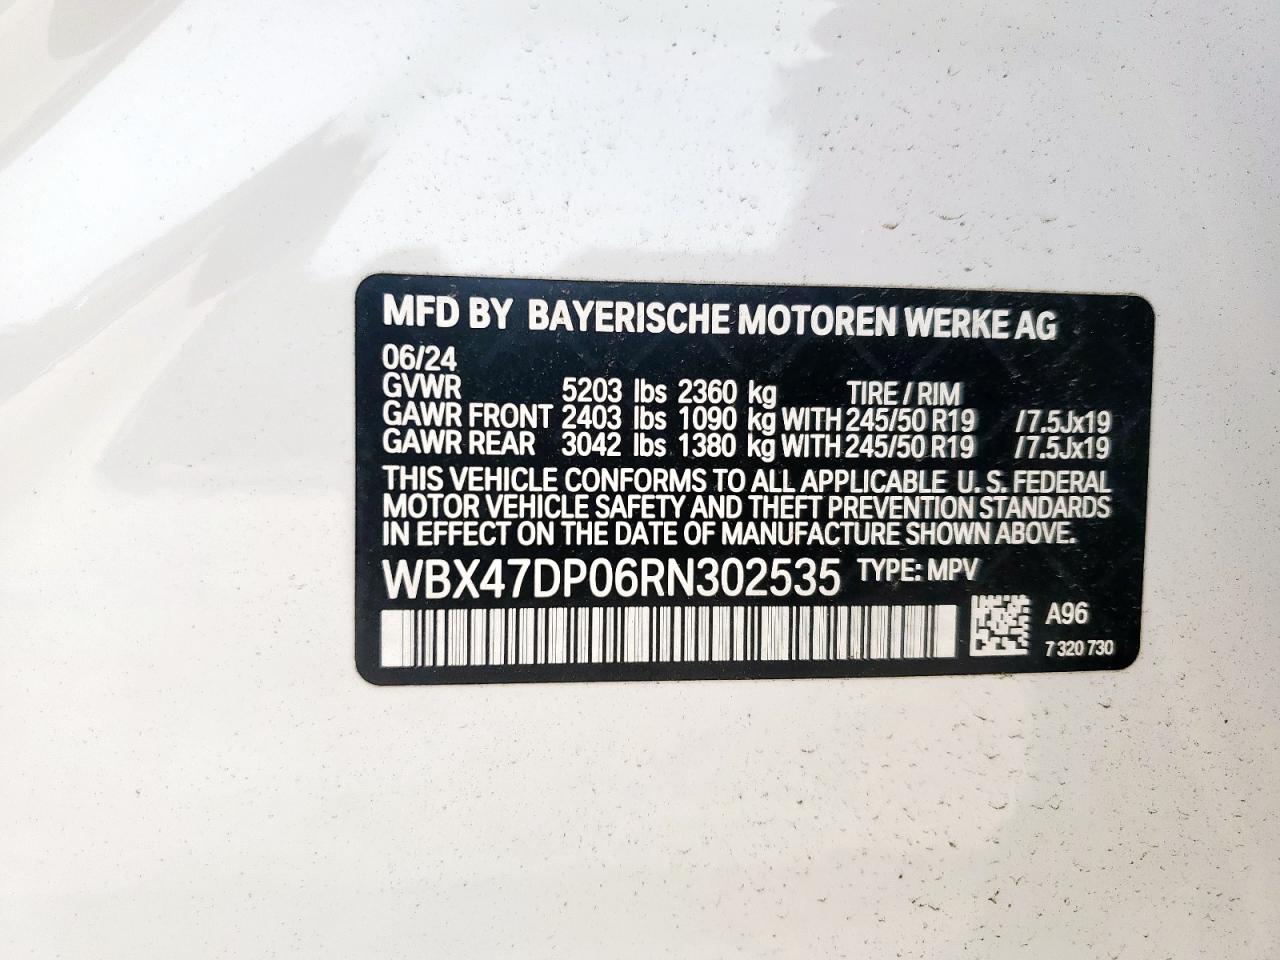 MFD BY BAYERISCHE MOTOREN WERKE AG
06/24
GVWR 5203 lbs 2360 kg TIRE / RIM
GAWR FRONT 2403 lbs 1090 kg WITH 245/50 R19 /7.5Jx19
GAWR REAR 3042 lbs 1380 kg WITH 245/50 R19 /7.5Jx19
THIS VEHICLE CONFORMS TO ALL APPLICABLE U. S. FEDERAL
MOTOR VEHICLE SAFETY AND THEFT PREVENTION STANDARDS
IN EFFECT ON THE DATE OF MANUFACTURE SHOWN ABOVE.
WBX47DP06RN302535 TYPE: MPV
A96
7 320 730